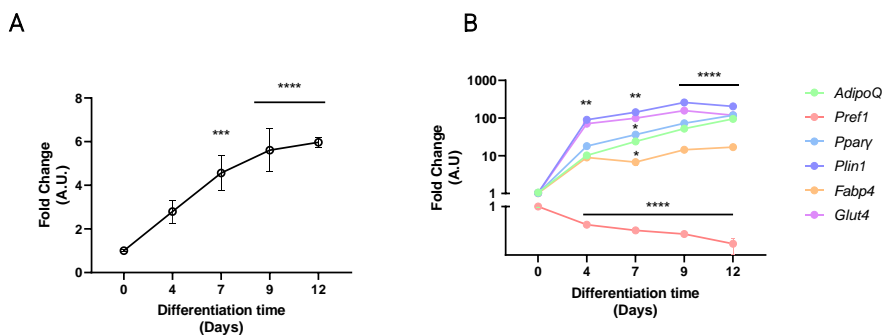 A
Fold Change
(A.U.)
8
6
4
2
0
***
****
0 4 7 9 12
Differentiation time
(Days)
B
Fold Change
(A.U)
1000
100
10
1
1
**
**
*
*
****
****
0 4 7 9 12
Differentiation time
(Days)
AdipoQ
Pref1
Pparγ
Plin1
Fabp4
Glut4